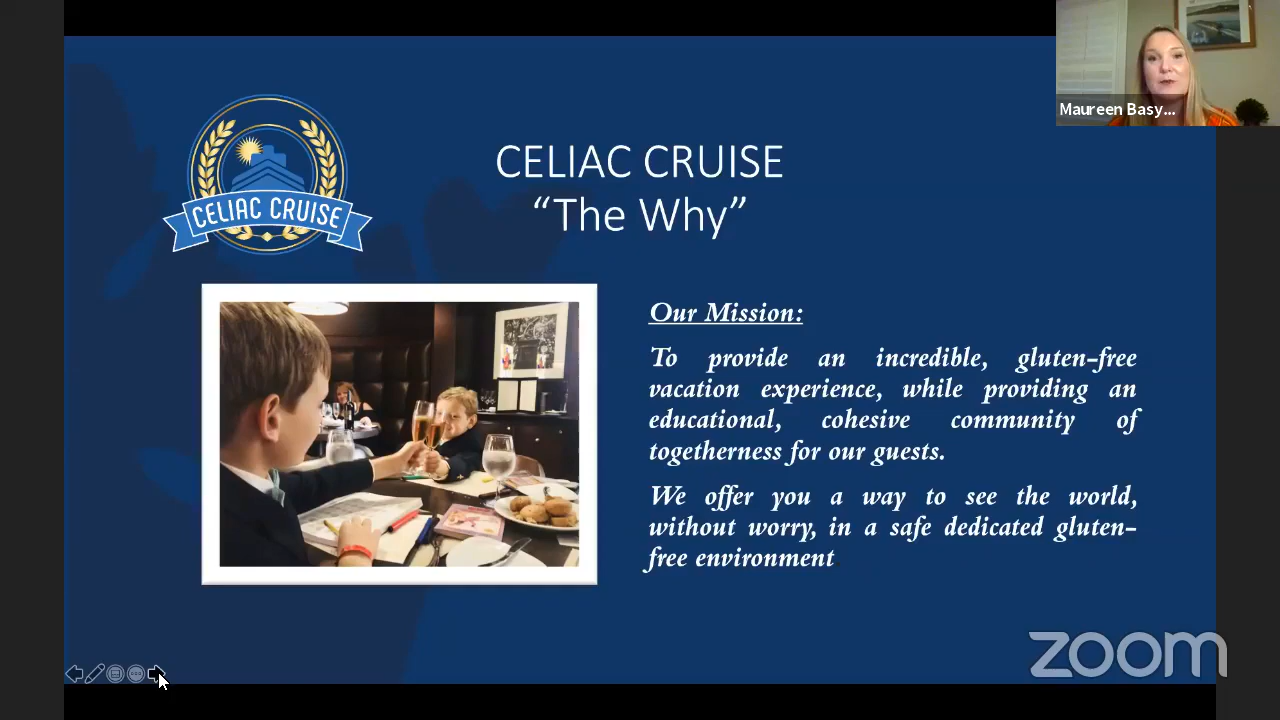 Maureen Basy...
CELIAC CRUISE
CELIAC CRUISE
“The Why”
Our Mission:
To provide an incredible, gluten-free
vacation experience, while providing an
educational, cohesive community of
togetherness for our guests.
We offer you a way to see the world,
without worry, in a safe dedicated gluten-
free environment
zoom